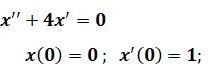 x'' + 4x' = 0
x(0) = 0 ; x'(0) = 1;